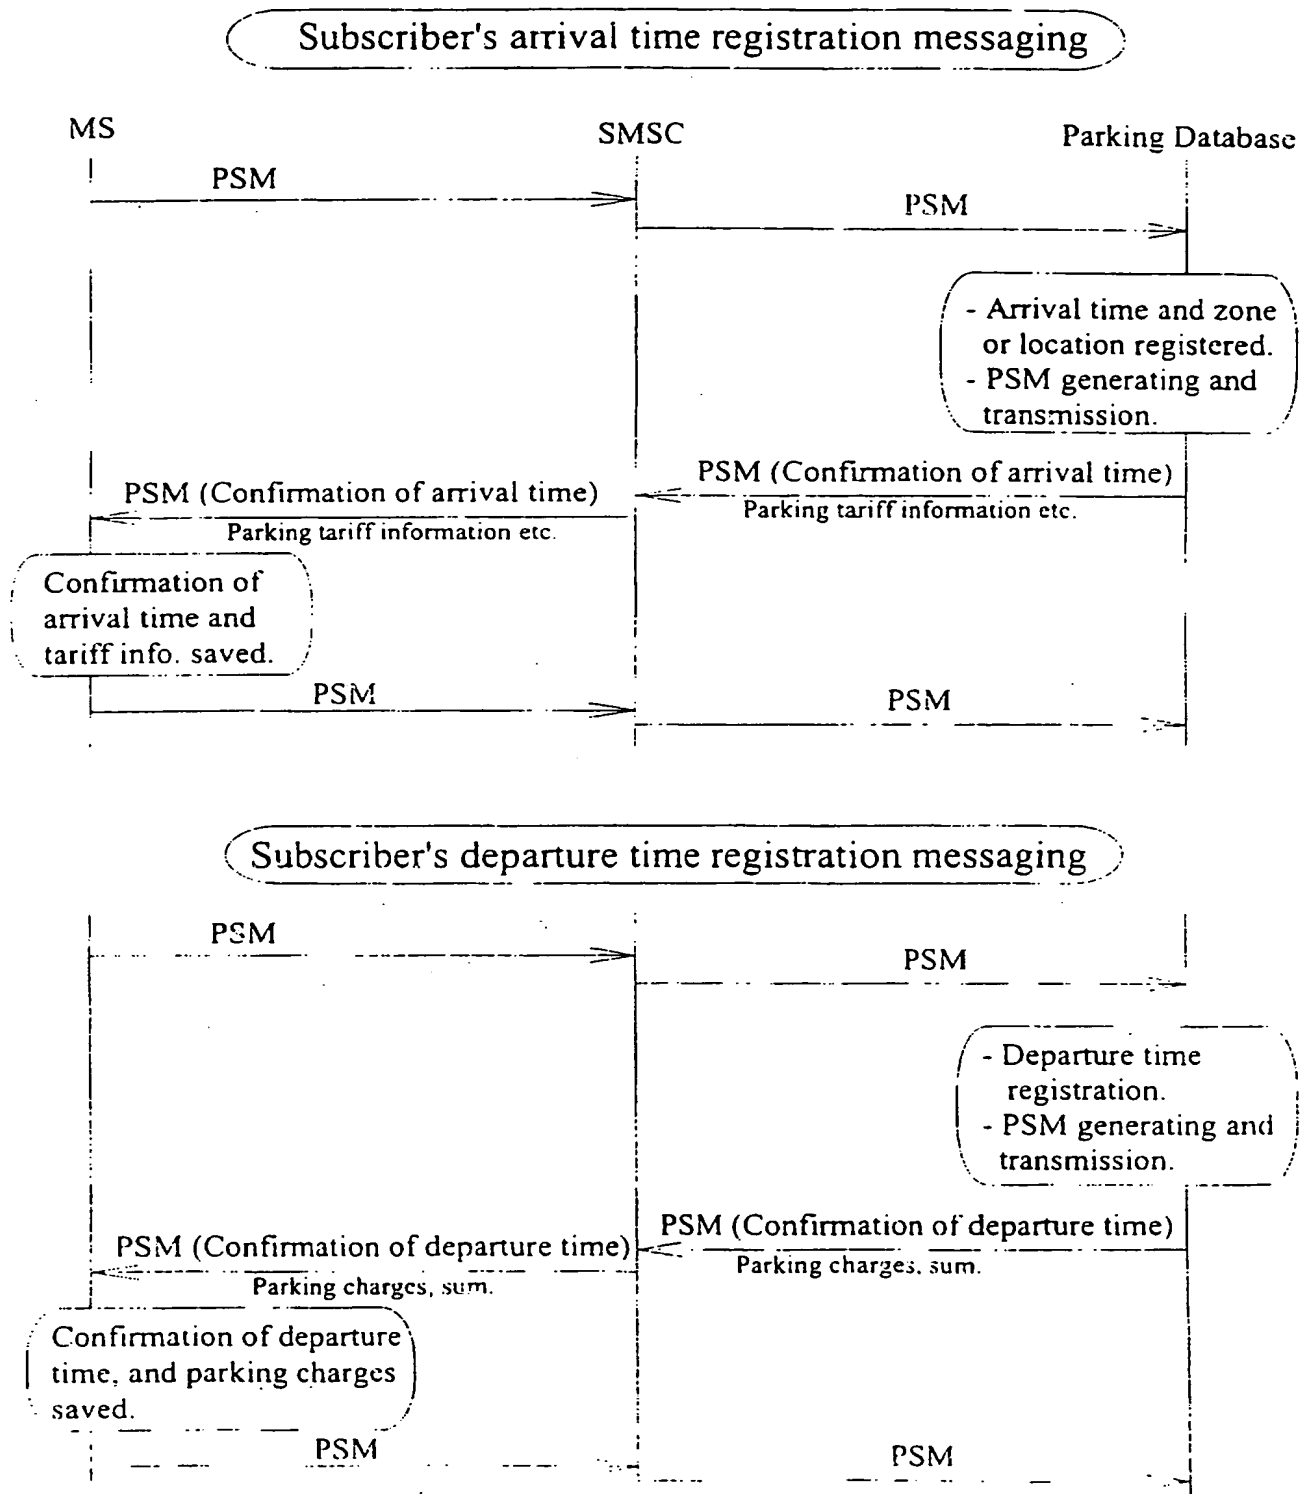 Subscriber's arrival time registration messaging
MS
SMSC
Parking Database
PSM
PSM
- Arrival time and zone
or location registered.
- PSM generating and
transmission.
PSM (Confirmation of arrival time)
Parking tariff information etc.
PSM (Confirmation of arrival time)
Parking tariff information etc.
Confirmation of
arrival time and
tariff info. saved.
PSM
PSM
Subscriber's departure time registration messaging
PSM
PSM
- Departure time
registration.
- PSM generating and
transmission.
PSM (Confirmation of departure time)
Parking charges, sum.
PSM (Confirmation of departure time)
Parking charges, sum.
Confirmation of departure
time, and parking charges
saved.
PSM
PSM